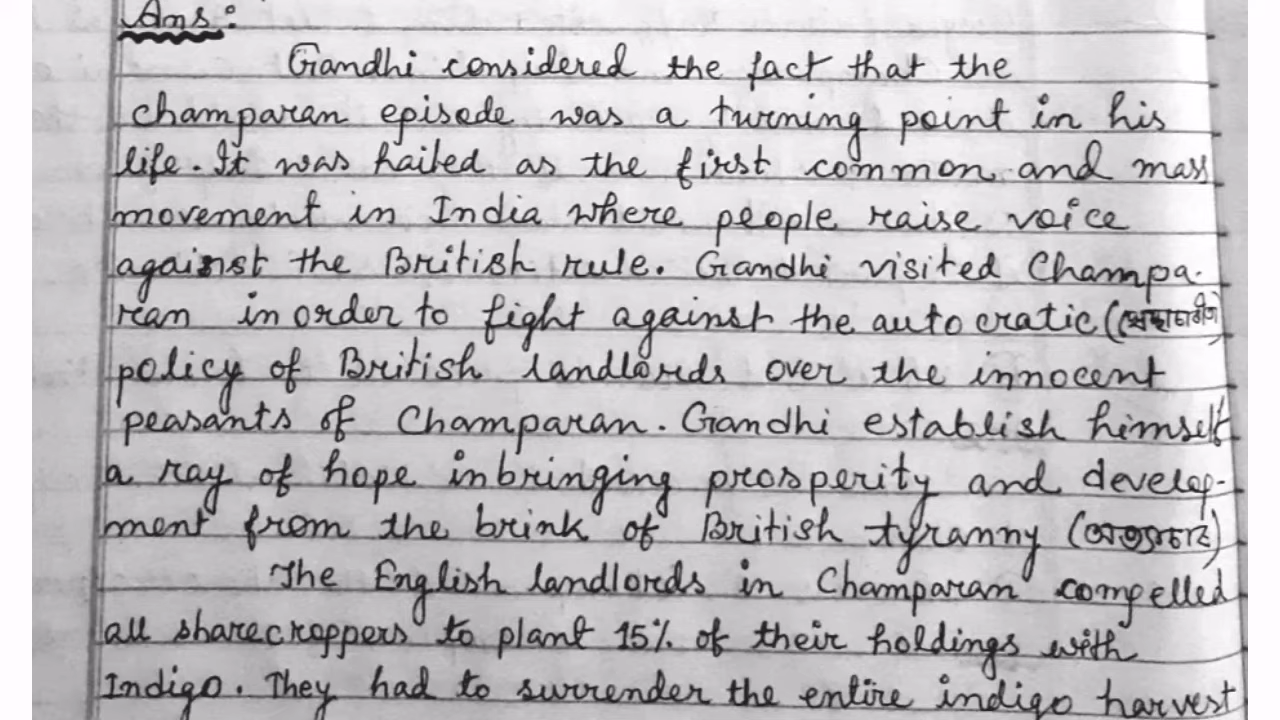 Ans:
Gandhi considered the fact that the
champaran episode was a turning point in his
life. It was hailed as the first common and mass
movement in India where people raise voice
against the British rule. Gandhi visited Champa-
ran in order to fight against the autocratic (
policy of British landlords over the innocent
peasants of Champaran. Gandhi establish himself
a ray of hope in bringing prosperity and develop-
ment from the brink of British tyranny (
The English landlords in Champaran compelled
all sharecroppers to plant 15% of their holdings with
Indigo. They had to surrender the entire indigo harvest